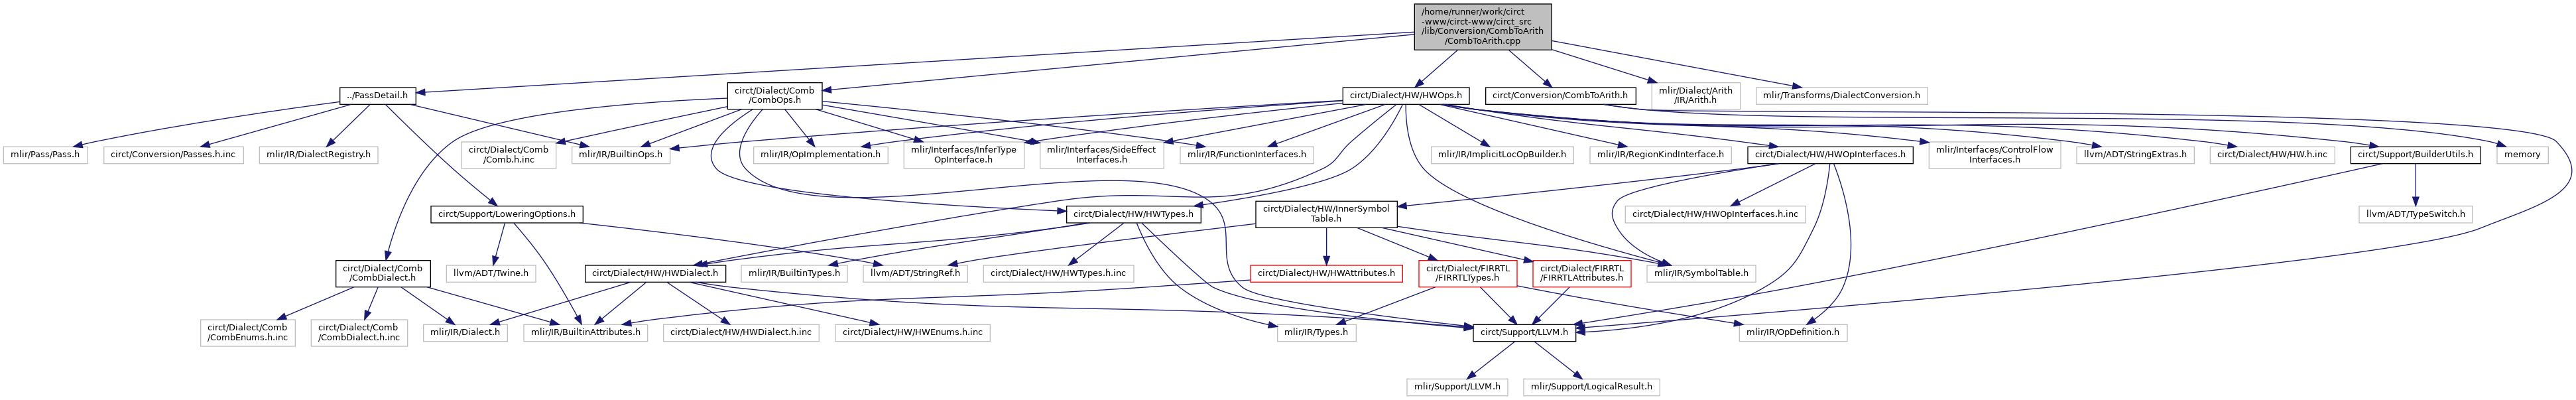 /home/runner/work/circt
-www/circt-www/circt_src
/lib/Conversion/CombToArith
/CombToArith.cpp
../PassDetail.h
circt/Dialect/Comb
/CombOps.h
circt/Dialect/HW/HWOps.h
circt/Conversion/CombToArith.h
mlir/Dialect/Arith
/IR/Arith.h
mlir/Transforms/DialectConversion.h
mlir/Pass/Pass.h
circt/Conversion/Passes.h.inc
mlir/IR/DialectRegistry.h
circt/Dialect/Comb
/Comb.h.inc
mlir/IR/BuiltinOps.h
mlir/IR/OpImplementation.h
mlir/Interfaces/InferType
OpInterface.h
mlir/Interfaces/SideEffect
Interfaces.h
mlir/IR/FunctionInterfaces.h
mlir/IR/ImplicitLocOpBuilder.h
mlir/IR/RegionKindInterface.h
circt/Dialect/HW/HWOpInterfaces.h
mlir/Interfaces/ControlFlow
Interfaces.h
llvm/ADT/StringExtras.h
circt/Dialect/HW/HW.h.inc
circt/Support/BuilderUtils.h
memory
circt/Support/LoweringOptions.h
circt/Dialect/HW/HWTypes.h
circt/Dialect/HW/InnerSymbol
Table.h
circt/Dialect/HW/HWOpInterfaces.h.inc
llvm/ADT/TypeSwitch.h
circt/Dialect/Comb
/CombDialect.h
llvm/ADT/Twine.h
circt/Dialect/HW/HWDialect.h
mlir/IR/BuiltinTypes.h
llvm/ADT/StringRef.h
circt/Dialect/HW/HWTypes.h.inc
circt/Dialect/HW/HWAttributes.h
circt/Dialect/FIRRTL
/FIRRTLTypes.h
circt/Dialect/FIRRTL
/FIRRTLAttributes.h
mlir/IR/SymbolTable.h
circt/Dialect/Comb
/CombEnums.h.inc
circt/Dialect/Comb
/CombDialect.h.inc
mlir/IR/Dialect.h
mlir/IR/BuiltinAttributes.h
circt/Dialect/HW/HWDialect.h.inc
circt/Dialect/HW/HWEnums.h.inc
mlir/IR/Types.h
circt/Support/LLVM.h
mlir/IR/OpDefinition.h
mlir/Support/LLVM.h
mlir/Support/LogicalResult.h